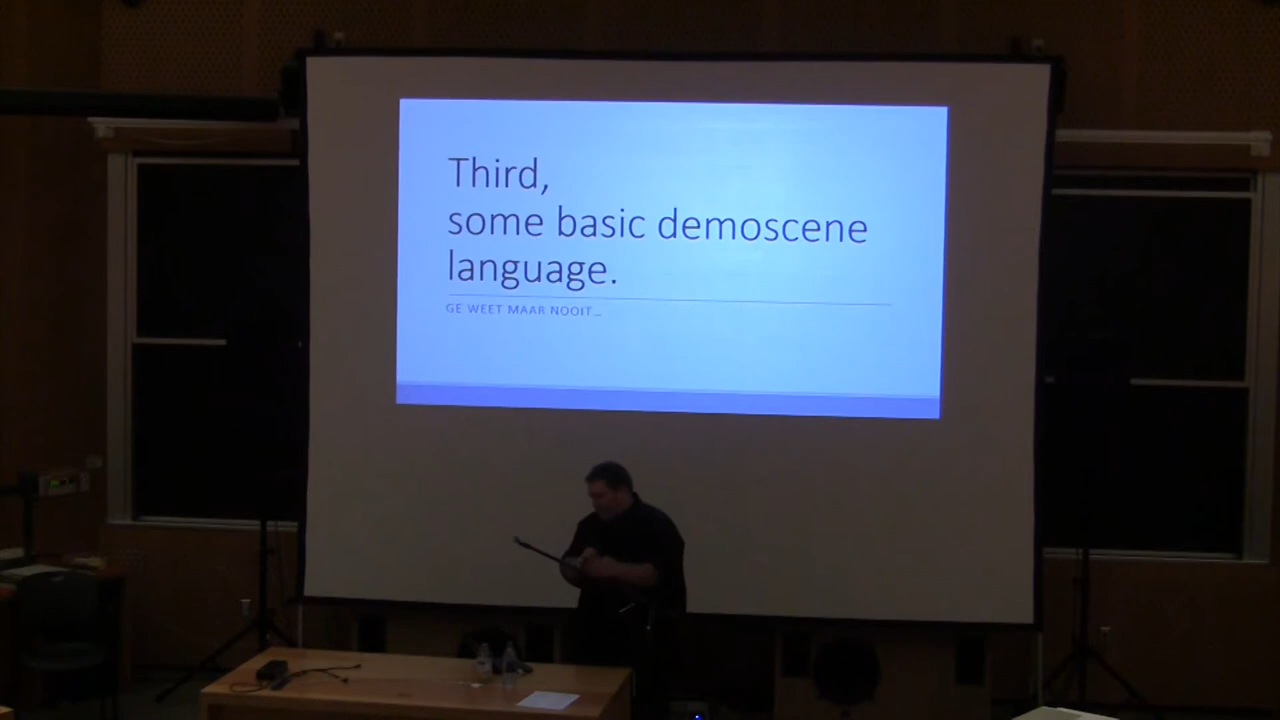 Third,
some basic demoscene
language.
GE WEET MAAR NOOIT…